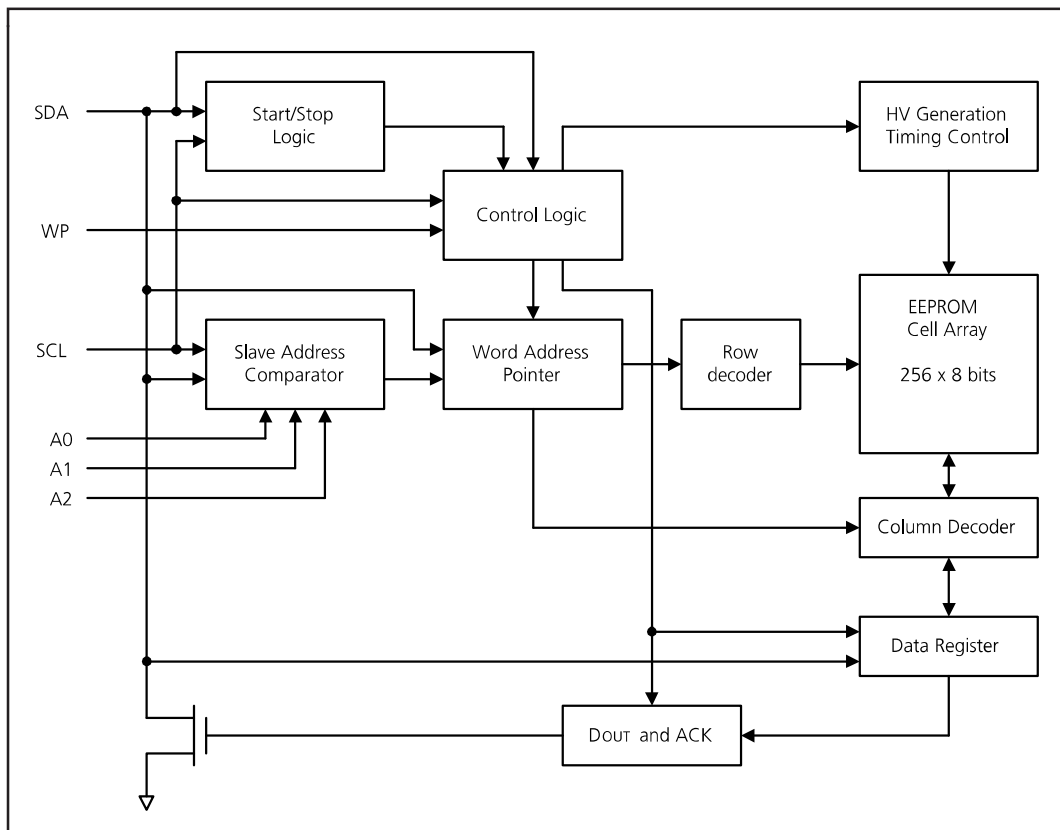 SDA
Start/Stop
Logic
HV Generation
Timing Control
WP
Control Logic
SCL
Slave Address
Comparator
Word Address
Pointer
Row
decoder
EEPROM
Cell Array
256 x 8 bits
A0
A1
A2
Column Decoder
Data Register
DOUT and ACK